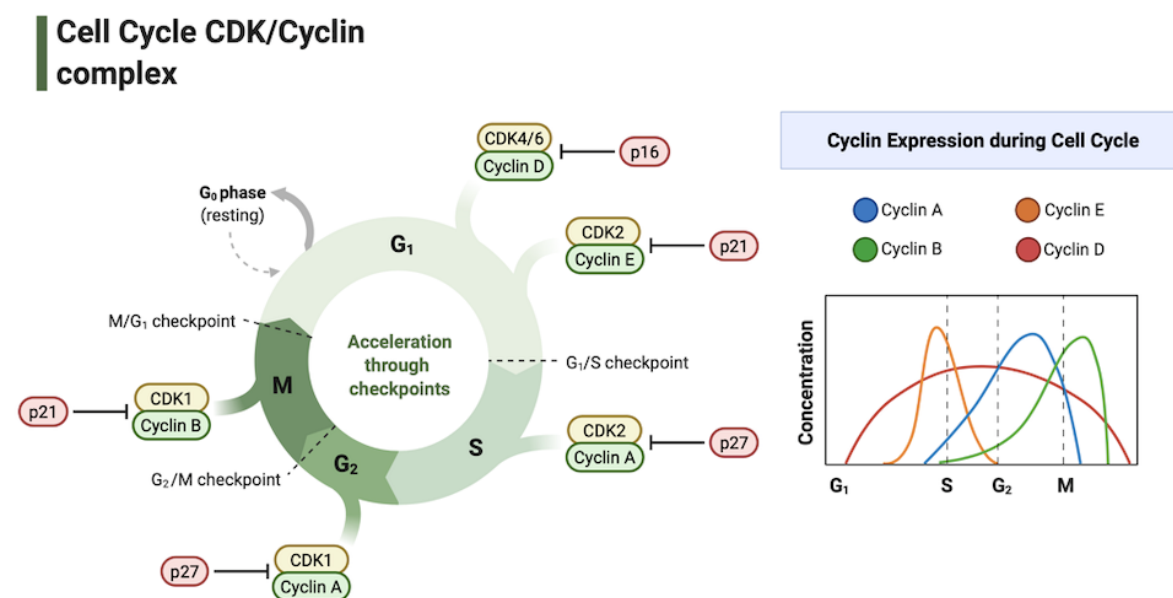 Cell Cycle CDK/Cyclin
complex
CDK4/6
Cyclin D
p16
G₀ phase
(resting)
G₁
CDK2
Cyclin E
p21
M/G₁ checkpoint
Acceleration
through
checkpoints
G₁/S checkpoint
M
p21
CDK1
Cyclin B
S
CDK2
Cyclin A
p27
G₂
G₂/M checkpoint
p27
CDK1
Cyclin A
Cyclin Expression during Cell Cycle
Cyclin A
Cyclin E
Cyclin B
Cyclin D
Concentration
G₁ S G₂ M